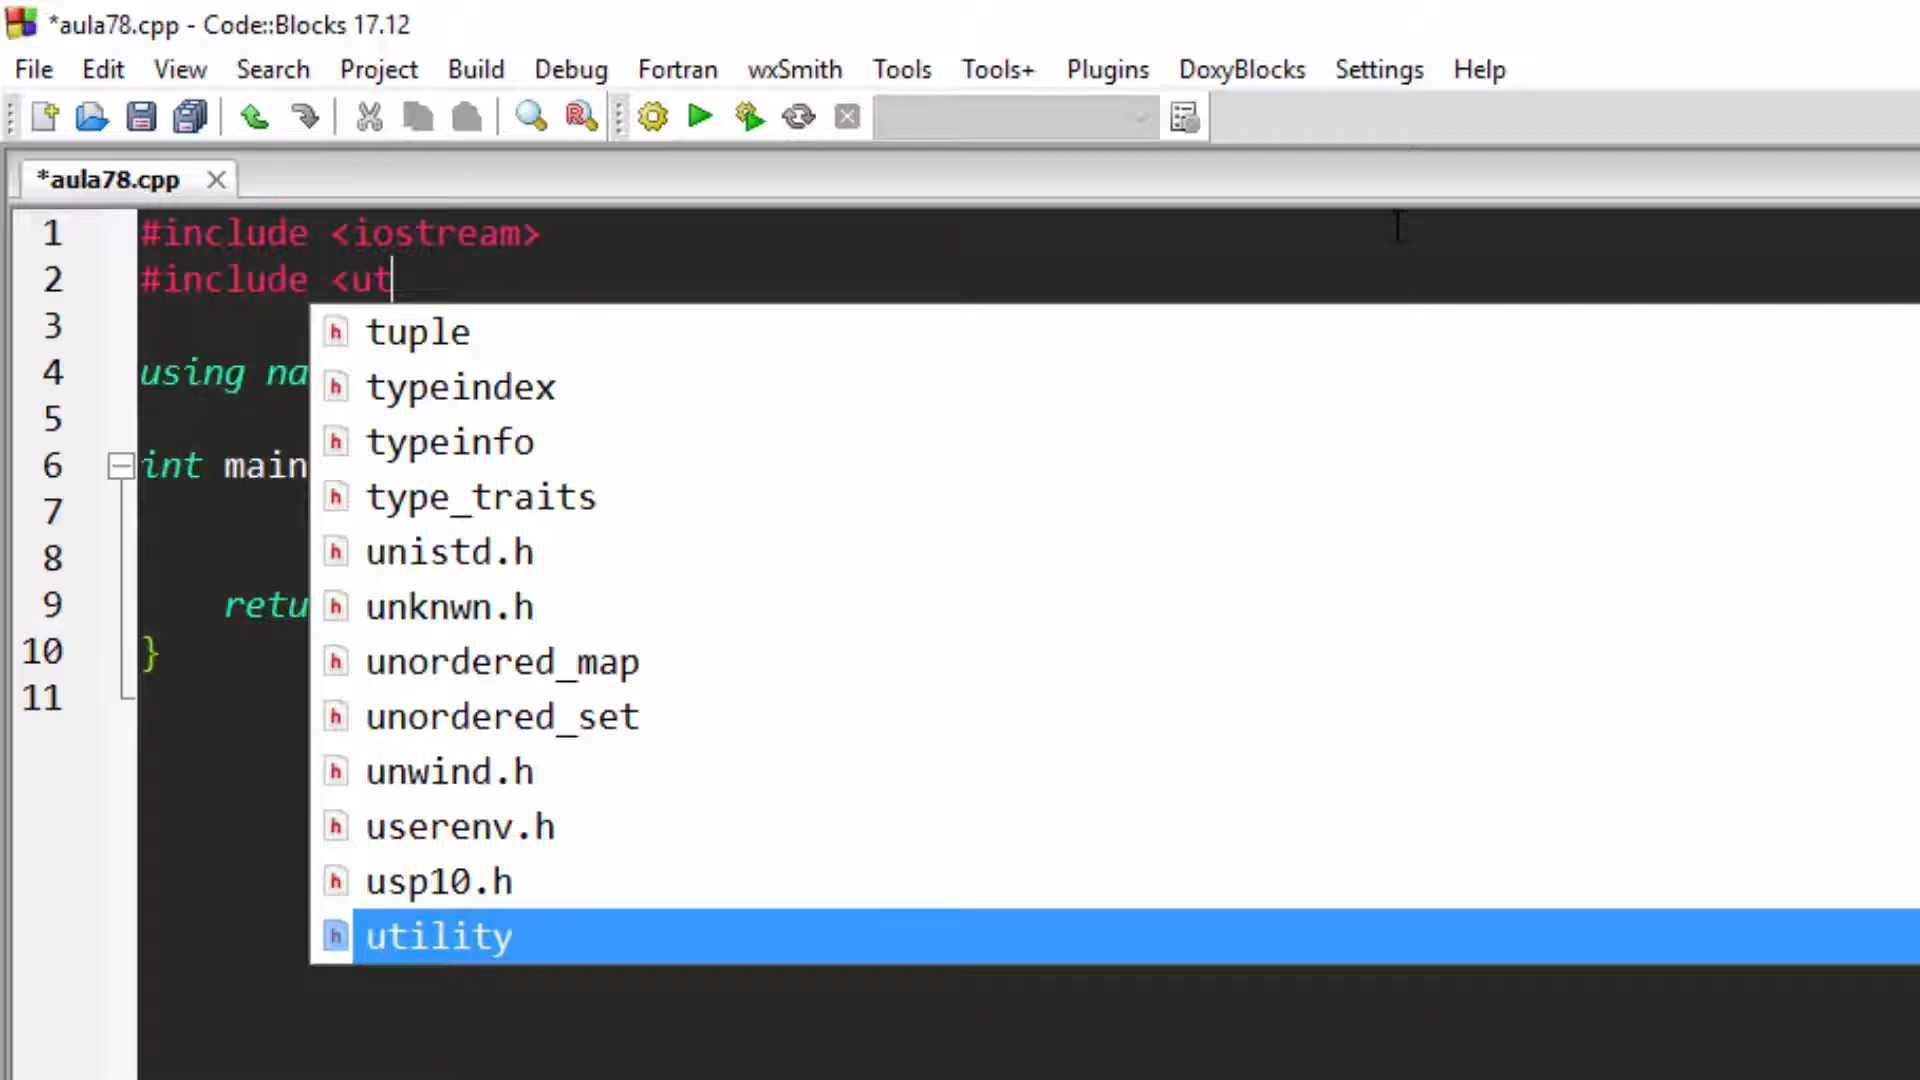 *aula78.cpp - Code::Blocks 17.12
File Edit View Search Project Build Debug Fortran wxSmith Tools Tools+ Plugins DoxyBlocks Settings Help
*aula78.cpp
1 #include <iostream>
2 #include <ut
3
4 using na
5
6 int main
7
8
9 retu
10 }
11
h tuple
h typeindex
h typeinfo
h type_traits
h unistd.h
h unknwn.h
h unordered_map
h unordered_set
h unwind.h
h userenv.h
h usp10.h
h utility